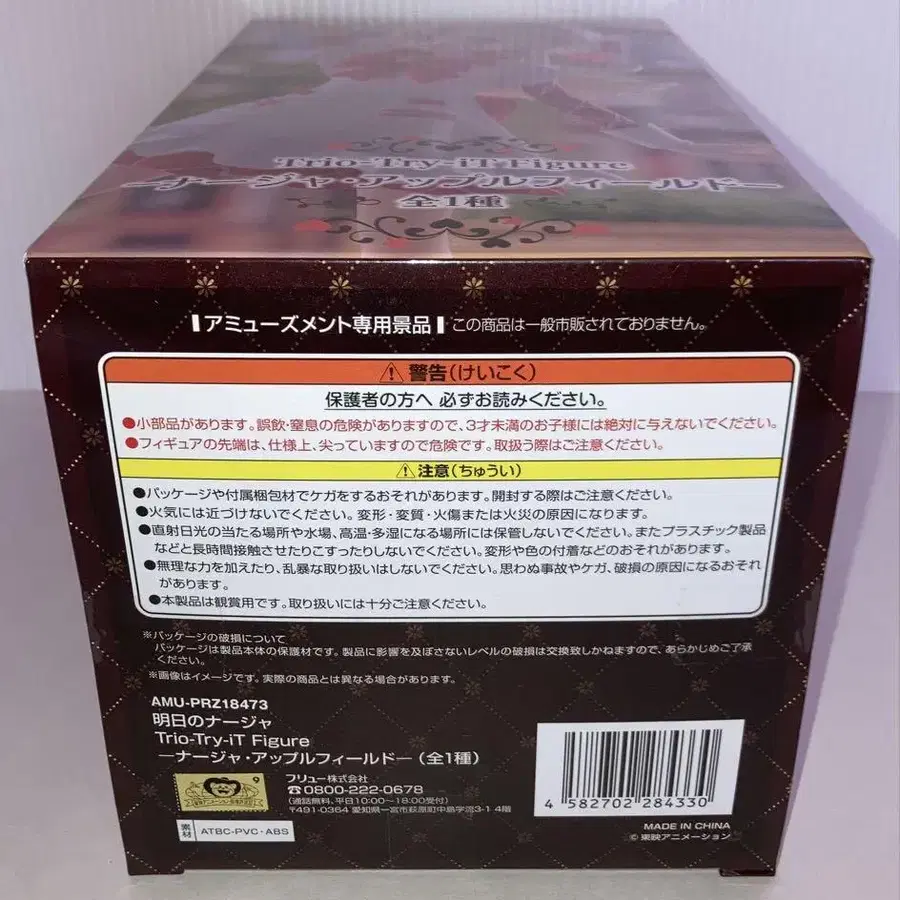 Trio-Try-iT Figure
―ナージャ・アップルフィールド―
全1種
アミューズメント専用景品 この商品は一般市販されておりません。
警告(けいこく)
保護者の方へ 必ずお読みください。
●小部品があります。誤飲・窒息の危険がありますので、3才未満のお子様には絶対に与えないでください。
●フィギュアの先端は、仕様上、尖っていますので危険です。取扱う際はご注意ください。
注意(ちゅうい)
●パッケージや付属梱包材でケガをするおそれがあります。開封する際はご注意ください。
●火気には近づけないでください。変形・変質・火傷または火災の原因になります。
●直射日光の当たる場所や水場、高温・多湿になる場所には保管しないでください。またプラスチック製品
などと長時間接触させたりこすったりしないでください。変形や色の付着などのおそれがあります。
●無理な力を加えたり、乱暴な取り扱いはしないでください。思わぬ事故やケガ、破損の原因になるおそれ
があります。
●本製品は観賞用です。取り扱いには十分ご注意ください。
※パッケージの破損について
パッケージは製品本体の保護材です。製品に影響を及ぼさないレベルの破損は交換致しかねますので、あらかじめご了承
ください。
※画像はイメージです。実際の商品とは異なる場合があります。
AMU-PRZ18473
明日のナージャ
Trio-Try-iT Figure
―ナージャ・アップルフィールド―(全1種)
フリュー株式会社
0800-222-0678
(通話無料、平日10:00～18:00受付)
〒491-0364 愛知県一宮市萩原町中島字河3-1 4階
素材 ATBC-PVC・ABS
4 582702 284330
MADE IN CHINA
© 東映アニメーション